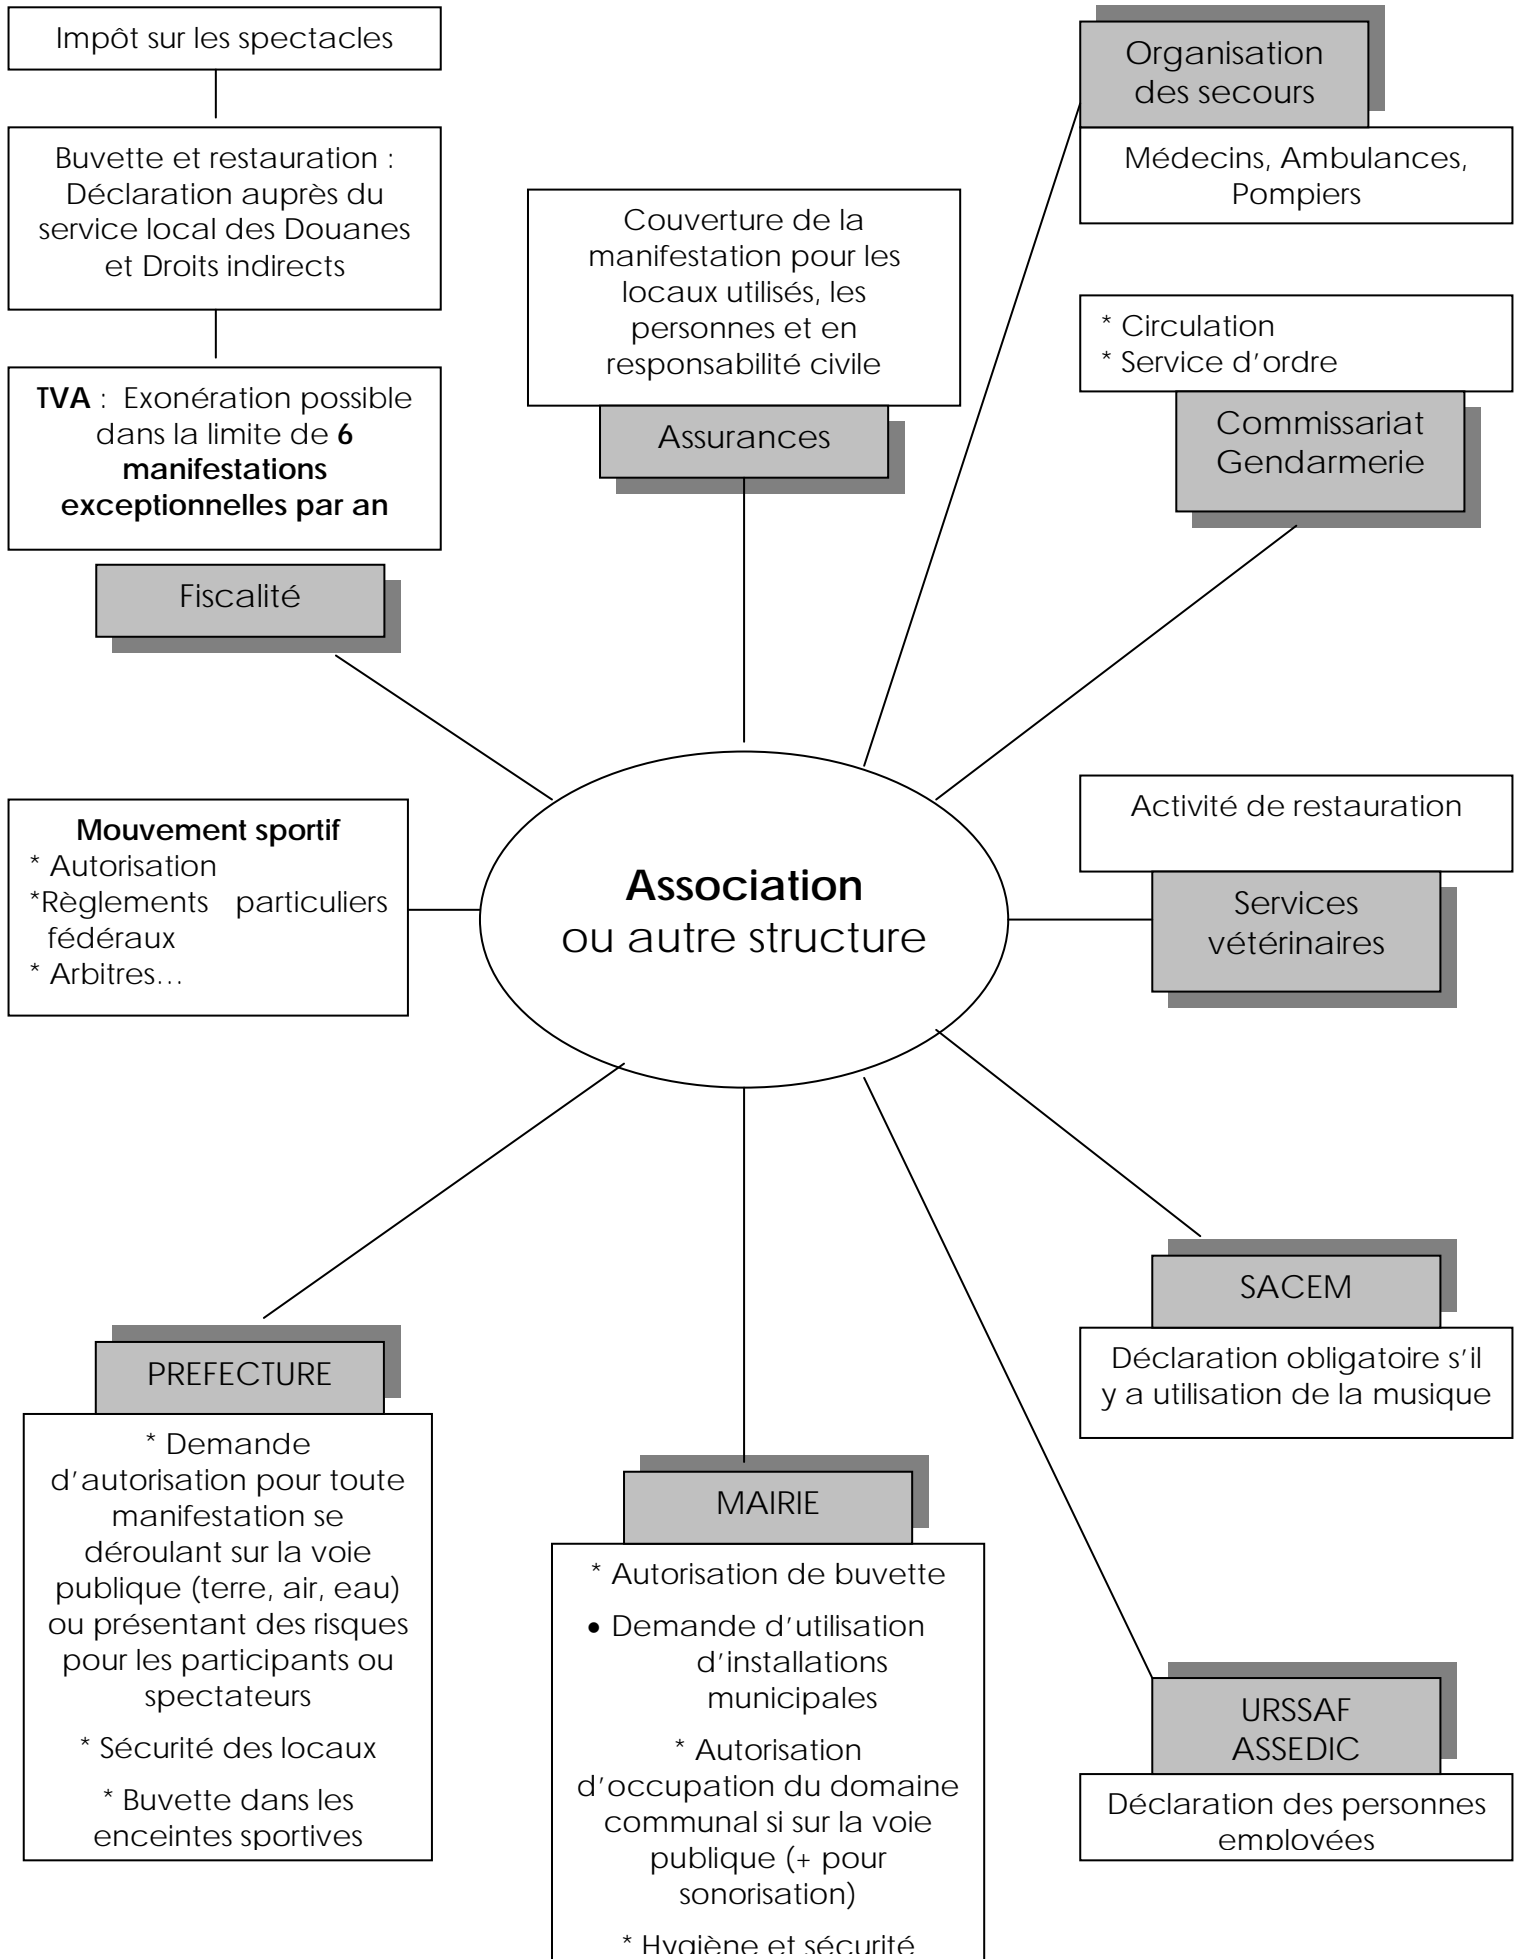 Impôt sur les spectacles
Buvette et restauration :
Déclaration auprès du
service local des Douanes
et Droits indirects
TVA : Exonération possible
dans la limite de 6
manifestations
exceptionnelles par an
Fiscalité
Couverture de la
manifestation pour les
locaux utilisés, les
personnes et en
responsabilité civile
Assurances
Organisation
des secours
Médecins, Ambulances,
Pompiers
* Circulation
* Service d'ordre
Commissariat
Gendarmerie
Mouvement sportif
* Autorisation
*Règlements particuliers
fédéraux
* Arbitres…
Association
ou autre structure
Activité de restauration
Services
vétérinaires
SACEM
Déclaration obligatoire s'il
y a utilisation de la musique
PREFECTURE
* Demande
d'autorisation pour toute
manifestation se
déroulant sur la voie
publique (terre, air, eau)
ou présentant des risques
pour les participants ou
spectateurs
* Sécurité des locaux
* Buvette dans les
enceintes sportives
MAIRIE
* Autorisation de buvette
• Demande d'utilisation
d'installations
municipales
* Autorisation
d'occupation du domaine
communal si sur la voie
publique (+ pour
sonorisation)
* Hygiène et sécurité
URSSAF
ASSEDIC
Déclaration des personnes
employées